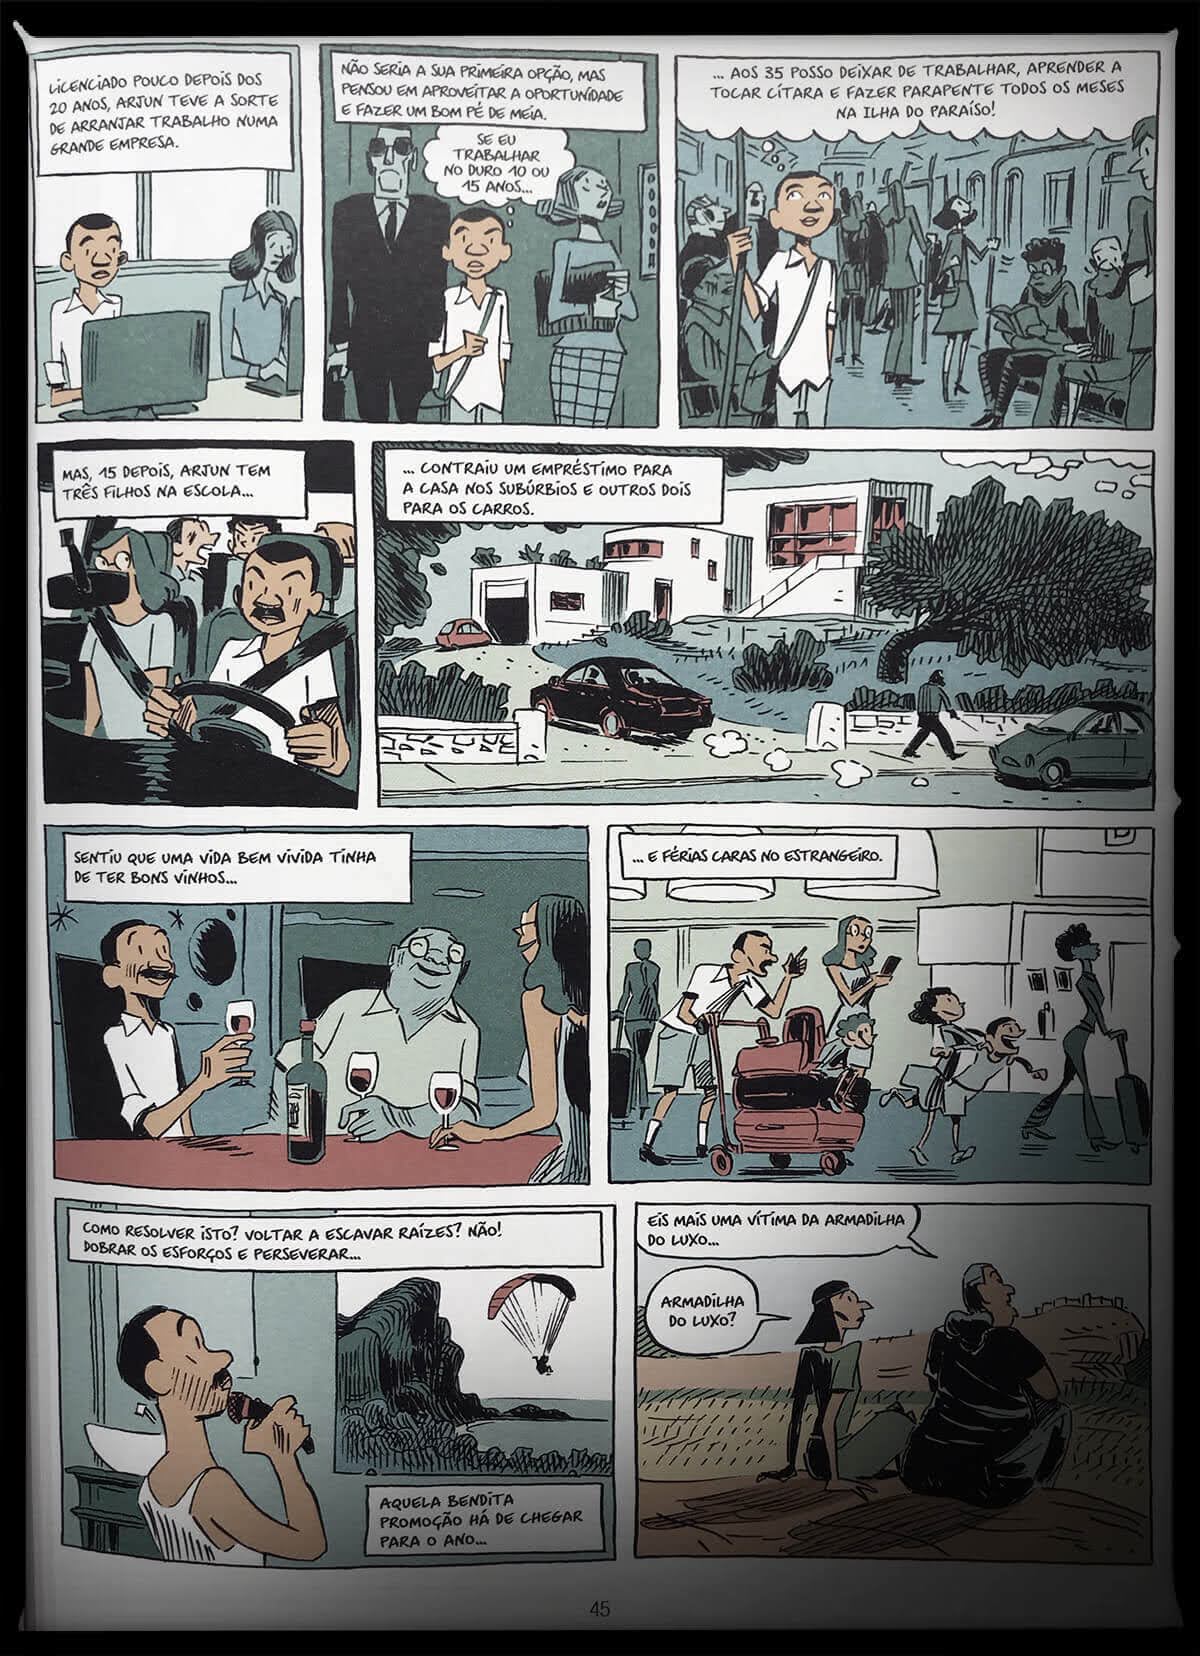 LICENCIADO POUCO DEPOIS DOS
20 ANOS, ARJUN TEVE A SORTE
DE ARRANJAR TRABALHO NUMA
GRANDE EMPRESA.
NÃO SERIA A SUA PRIMEIRA OPÇÃO, MAS
PENSOU EM APROVEITAR A OPORTUNIDADE
E FAZER UM BOM PÉ DE MEIA.
SE EU
TRABALHAR
NO DURO 10 OU
15 ANOS...
... AOS 35 POSSO DEIXAR DE TRABALHAR, APRENDER A
TOCAR CÍTARA E FAZER PARAPENTE TODOS OS MESES
NA ILHA DO PARAÍSO!
MAS, 15 DEPOIS, ARJUN TEM
TRÊS FILHOS NA ESCOLA...
... CONTRAIU UM EMPRÉSTIMO PARA
A CASA NOS SUBÚRBIOS E OUTROS DOIS
PARA OS CARROS.
SENTIU QUE UMA VIDA BEM VIVIDA TINHA
DE TER BONS VINHOS...
... E FÉRIAS CARAS NO ESTRANGEIRO.
COMO RESOLVER ISTO? VOLTAR A ESCAVAR RAÍZES? NÃO!
DOBRAR OS ESFORÇOS E PERSEVERAR...
AQUELA BENDITA
PROMOÇÃO HÁ DE CHEGAR
PARA O ANO...
EIS MAIS UMA VÍTIMA DA ARMADILHA
DO LUXO...
ARMADILHA
DO LUXO?
45